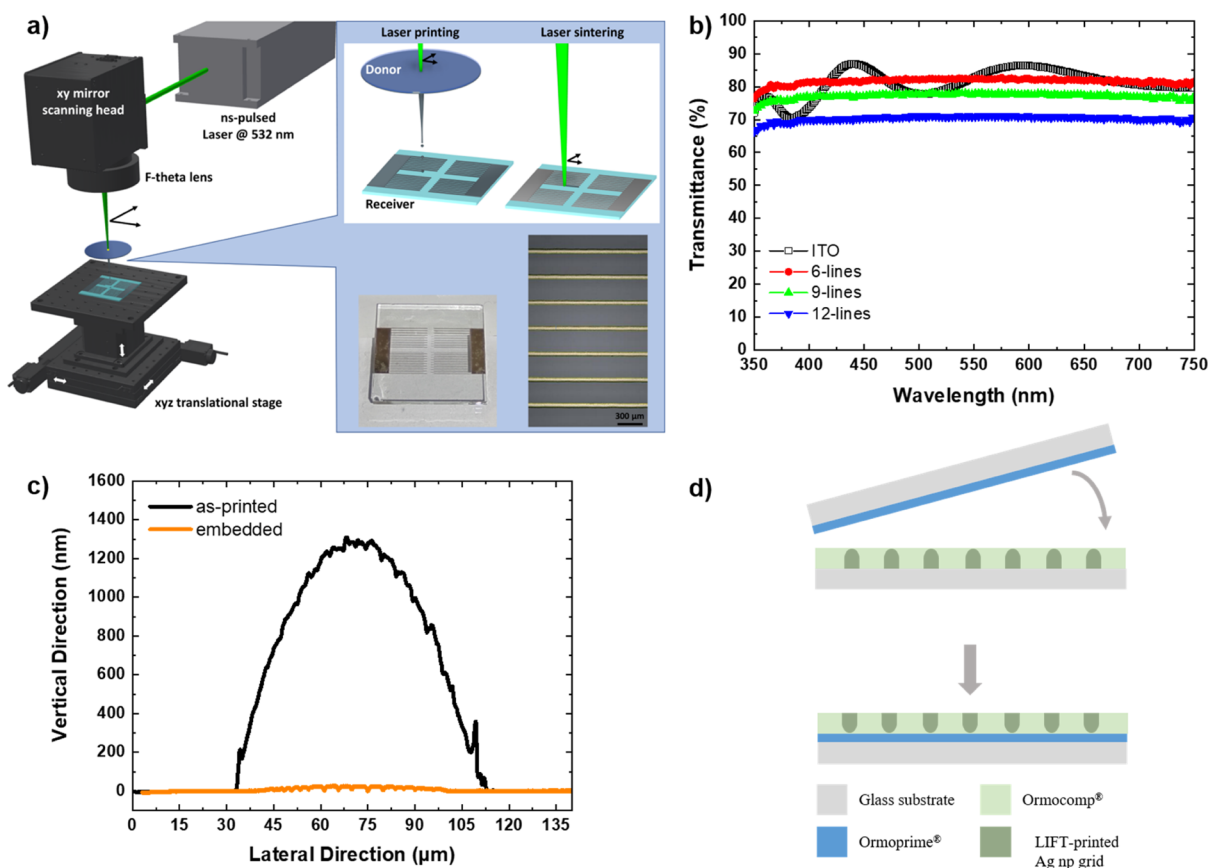 a)
xy mirror
scanning head
ns-pulsed
Laser @ 532 nm
F-theta lens
xyz translational stage
Laser printing
Laser sintering
Donor
Receiver
300 µm
b)
100
90
80
70
60
50
40
30
20
10
0
Transmittance (%)
ITO
6-lines
9-lines
12-lines
350
400
450
500
550
600
650
700
750
Wavelength (nm)
c)
1600
1400
1200
1000
800
600
400
200
0
Vertical Direction (nm)
as-printed
embedded
0
15
30
45
60
75
90
105
120
135
Lateral Direction (µm)
d)
Glass substrate
Ormocomp®
Ormoprime®
LIFT-printed
Ag np grid